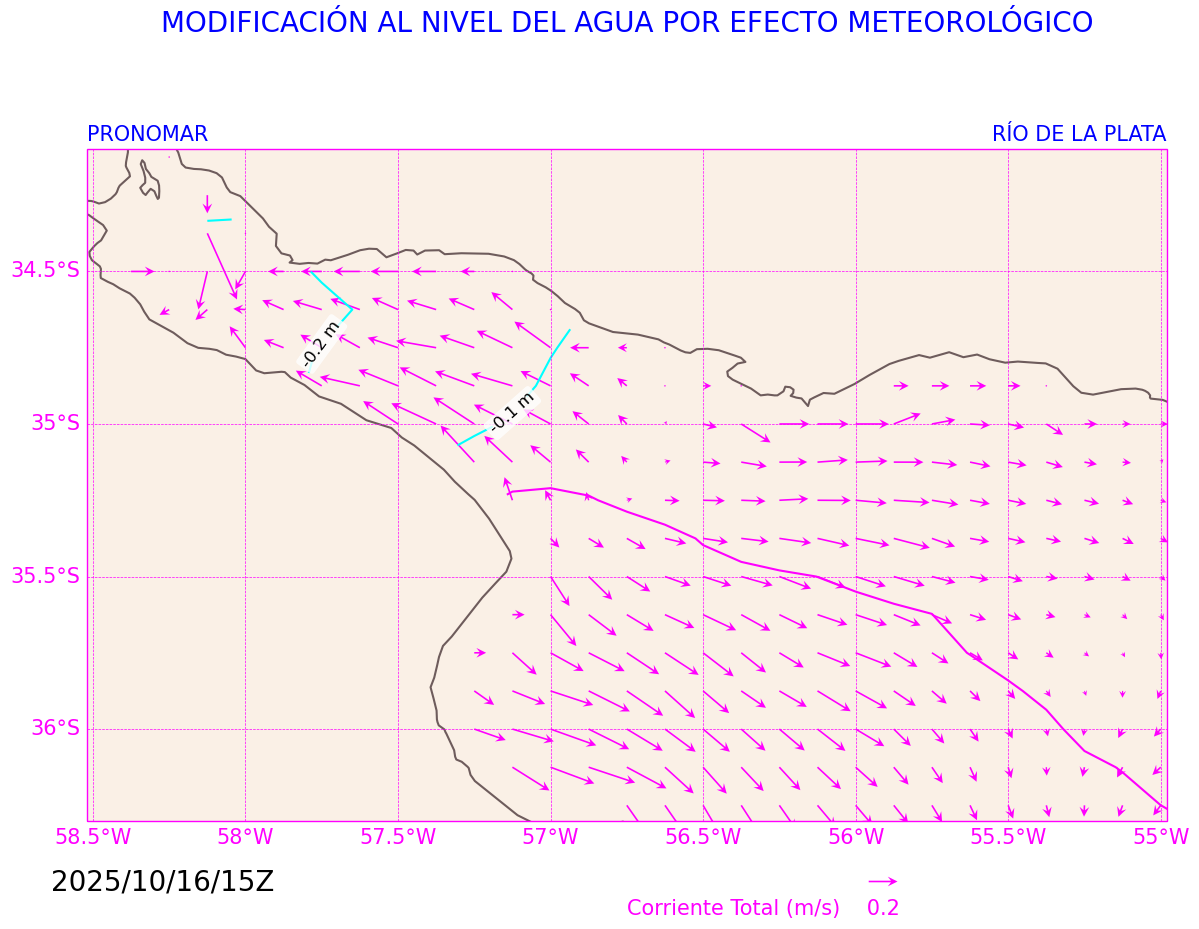 MODIFICACIÓN AL NIVEL DEL AGUA POR EFECTO METEOROLÓGICO
PRONOMAR
RÍO DE LA PLATA
34.5°S
-0.2 m
-0.1 m
35°S
35.5°S
36°S
58.5°W
58°W
57.5°W
57°W
56.5°W
56°W
55.5°W
55°W
2025/10/16/15Z
Corriente Total (m/s)
0.2